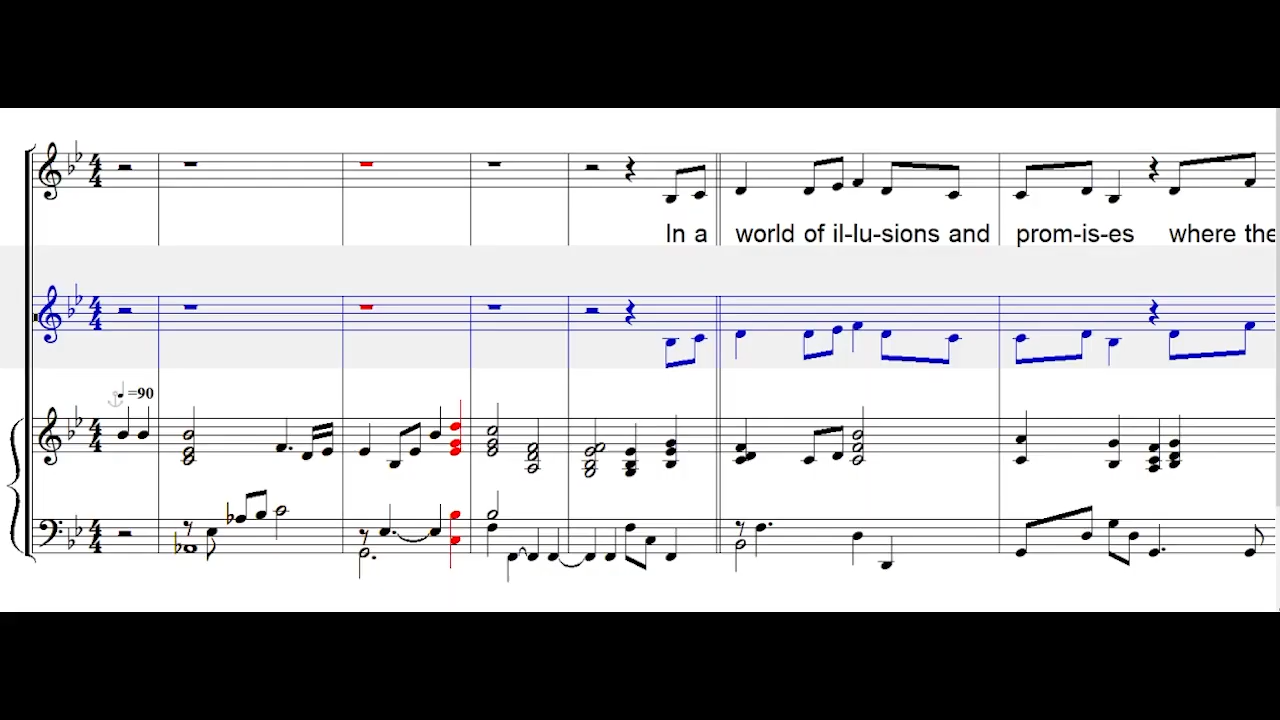 In a world of il-lu-sions and prom-is-es where the
=90